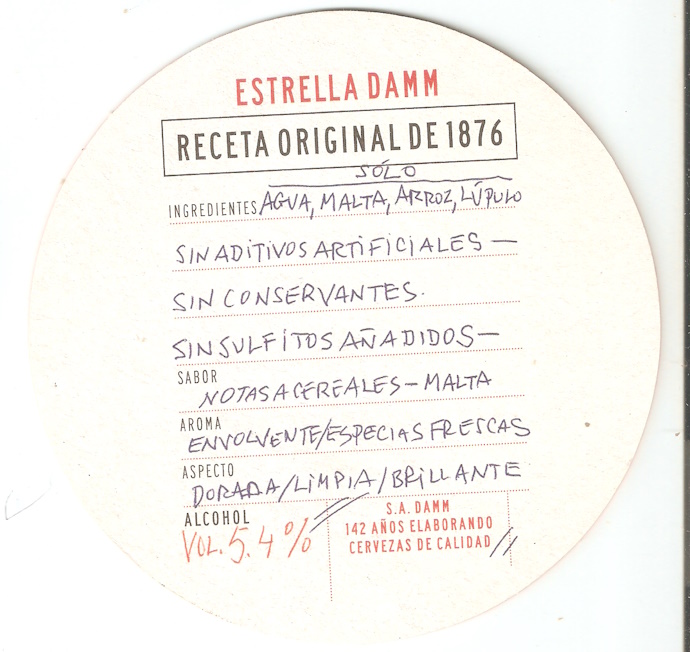 ESTRELLA DAMM
RECETA ORIGINAL DE 1876
SÓLO
INGREDIENTES AGUA, MALTA, ARROZ, LÚPULO
SIN ADITIVOS ARTIFICIALES —
SIN CONSERVANTES.
SIN SULFITOS AÑADIDOS —
SABOR
NOTAS A CEREALES - MALTA
AROMA
ENVOLVENTE/ESPECIAS FRESCAS
ASPECTO
DORADA/LIMPIA/BRILLANTE
ALCOHOL
VOL. 5.4%
S.A. DAMM
142 AÑOS ELABORANDO
CERVEZAS DE CALIDAD